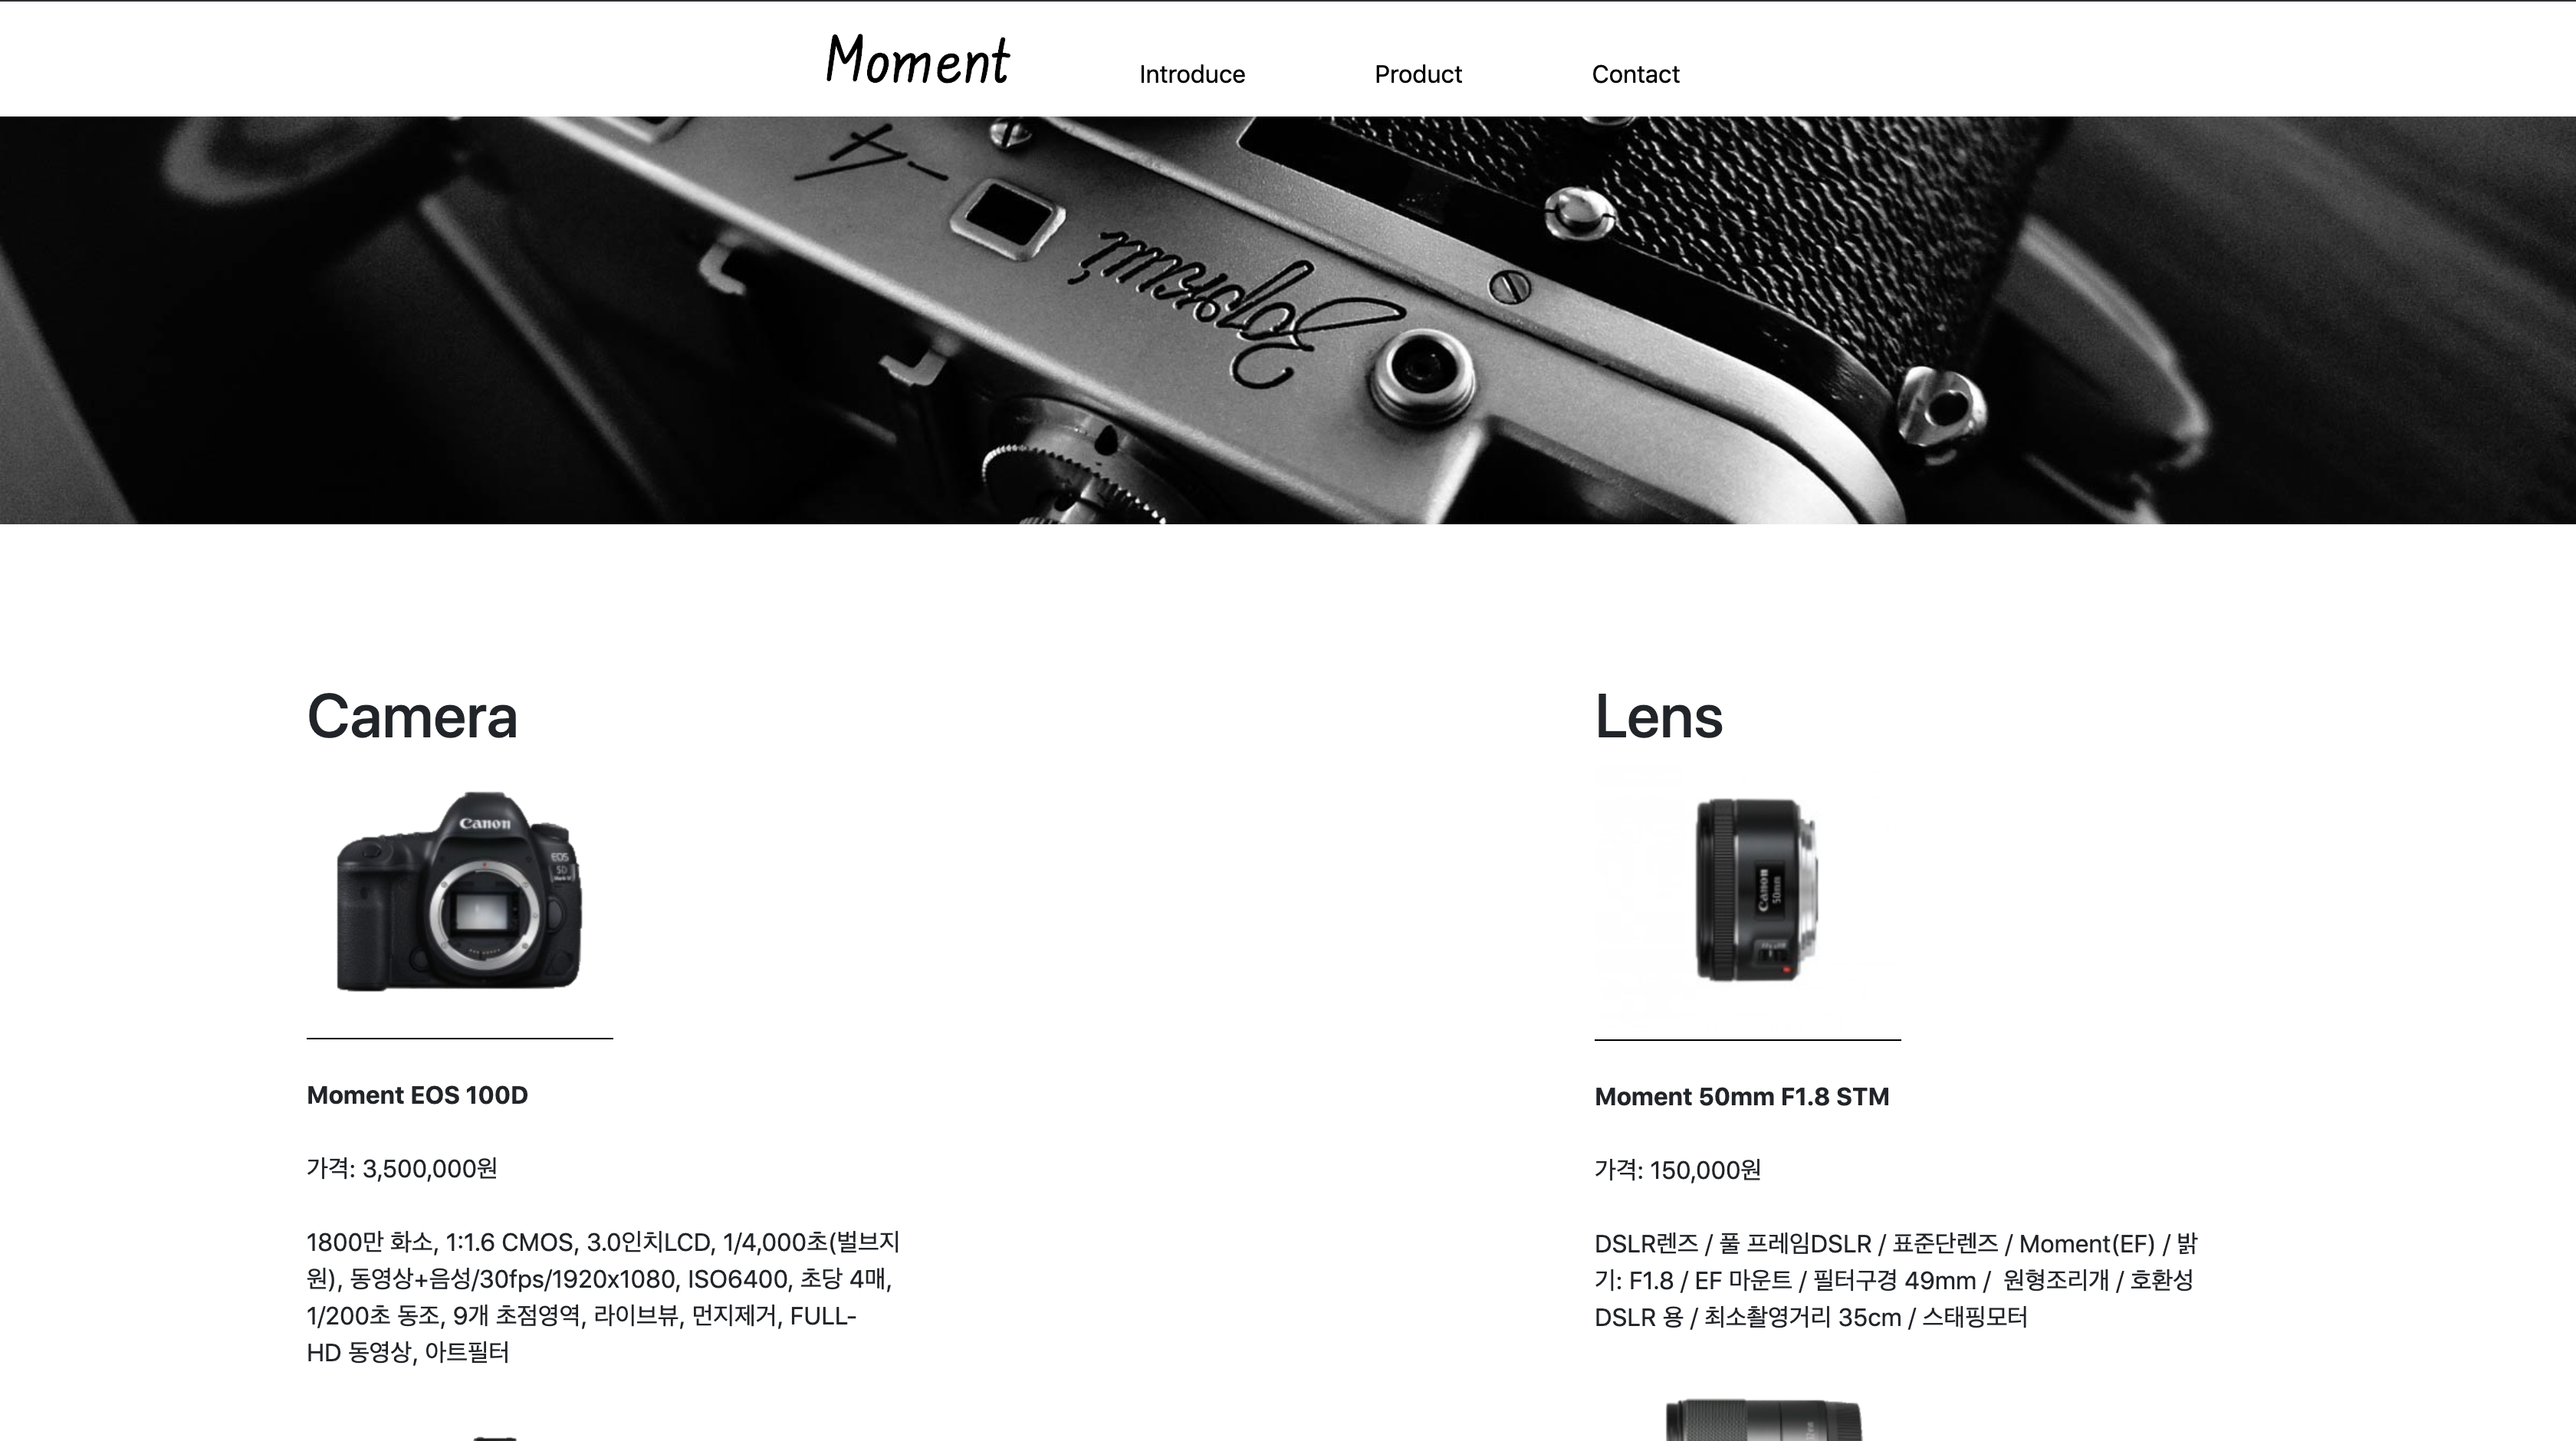 Moment
Introduce
Product
Contact
Camera
Canon
EOS
5D
Moment EOS 100D
가격: 3,500,000원
1800만 화소, 1:1.6 CMOS, 3.0인치LCD, 1/4,000초(벌브지
원), 동영상+음성/30fps/1920x1080, ISO6400, 초당 4매,
1/200초 동조, 9개 초점영역, 라이브뷰, 먼지제거, FULL-
HD 동영상, 아트필터
Lens
Canon
50mm
Moment 50mm F1.8 STM
가격: 150,000원
DSLR렌즈 / 풀 프레임DSLR / 표준단렌즈 / Moment(EF) / 밝
기: F1.8 / EF 마운트 / 필터구경 49mm / 원형조리개 / 호환성
DSLR 용 / 최소촬영거리 35cm / 스태핑모터